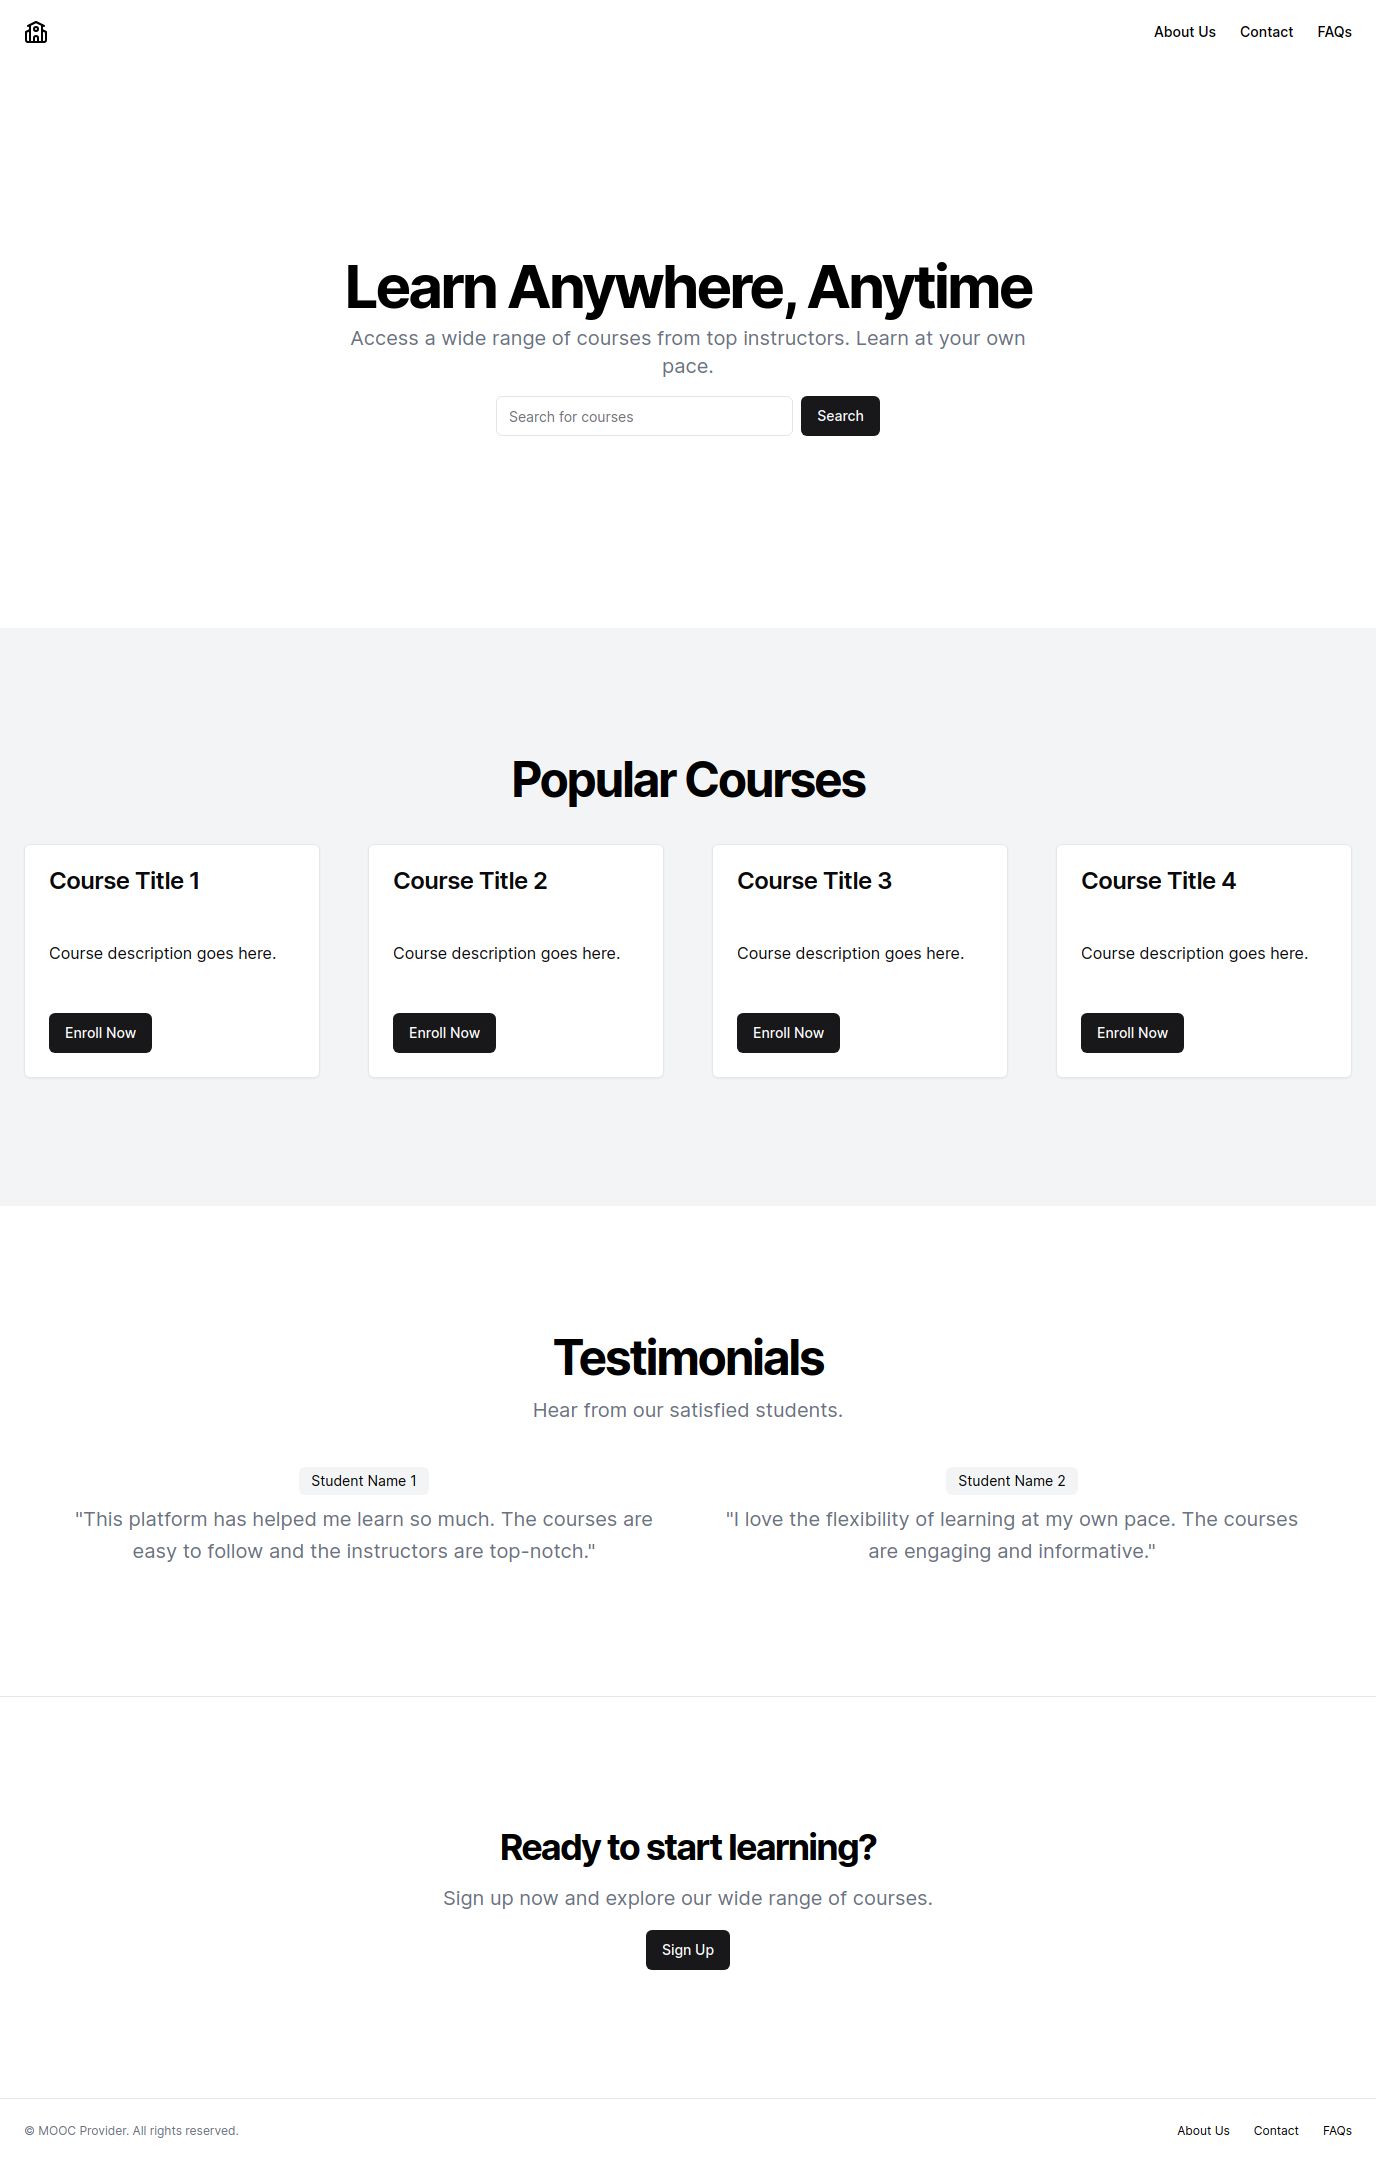 About Us Contact FAQs
Learn Anywhere, Anytime
Access a wide range of courses from top instructors. Learn at your own
pace.
Search for courses Search
Popular Courses
Course Title 1
Course description goes here.
Enroll Now
Course Title 2
Course description goes here.
Enroll Now
Course Title 3
Course description goes here.
Enroll Now
Course Title 4
Course description goes here.
Enroll Now
Testimonials
Hear from our satisfied students.
Student Name 1
"This platform has helped me learn so much. The courses are
easy to follow and the instructors are top-notch."
Student Name 2
"I love the flexibility of learning at my own pace. The courses
are engaging and informative."
Ready to start learning?
Sign up now and explore our wide range of courses.
Sign Up
© MOOC Provider. All rights reserved.
About Us Contact FAQs